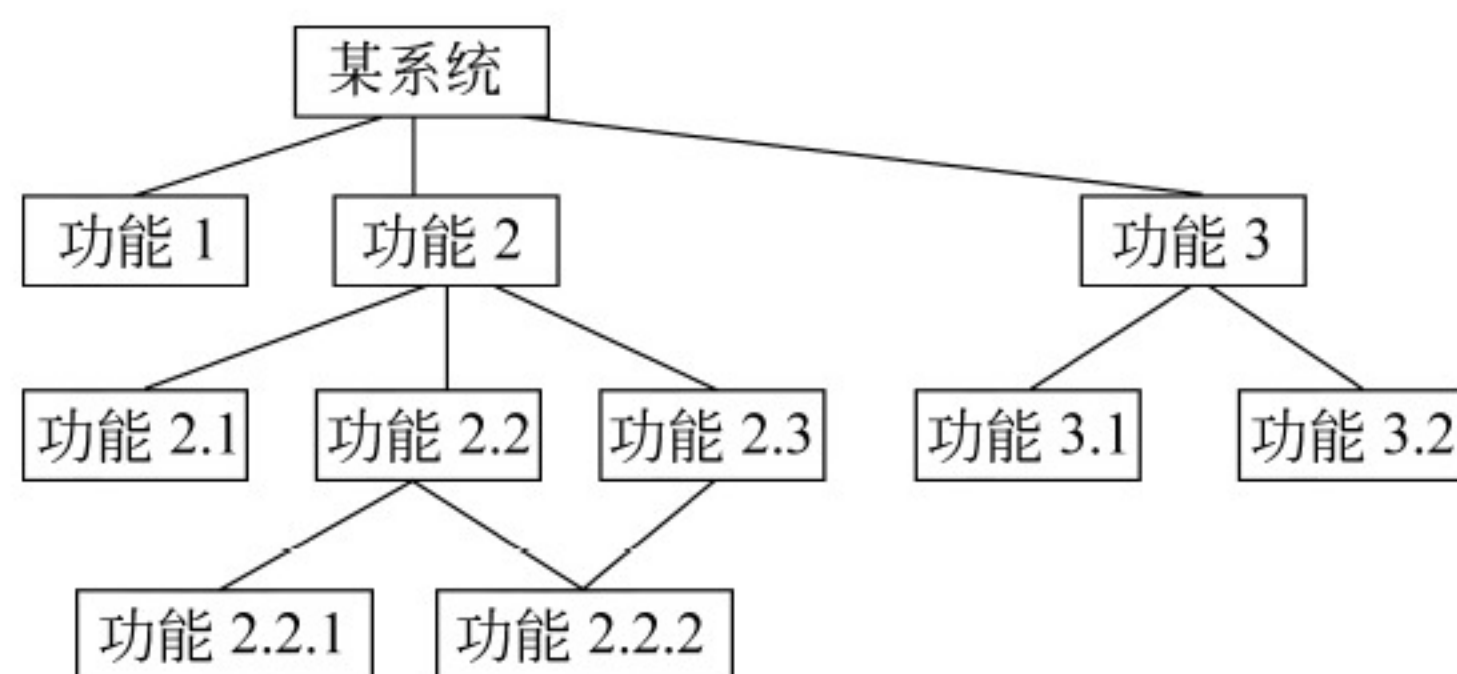 某系统
功能 1
功能 2
功能 3
功能 2.1
功能 2.2
功能 2.3
功能 3.1
功能 3.2
功能 2.2.1
功能 2.2.2